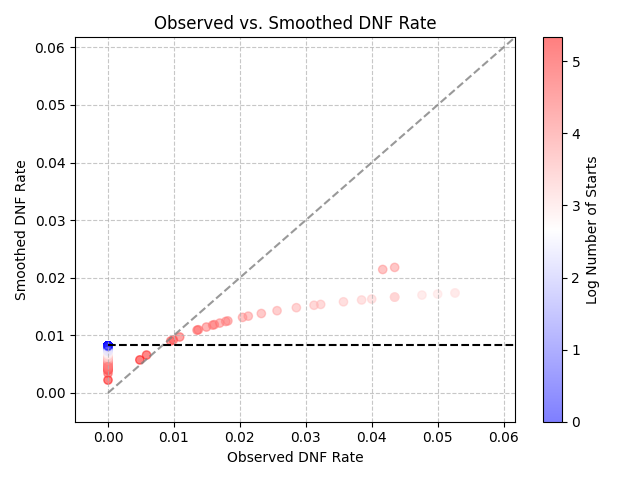 Observed vs. Smoothed DNF Rate
Smoothed DNF Rate
0.06
0.05
0.04
0.03
0.02
0.01
0.00
0.00 0.01 0.02 0.03 0.04 0.05 0.06
Observed DNF Rate
5
4
3
2
1
0
Log Number of Starts